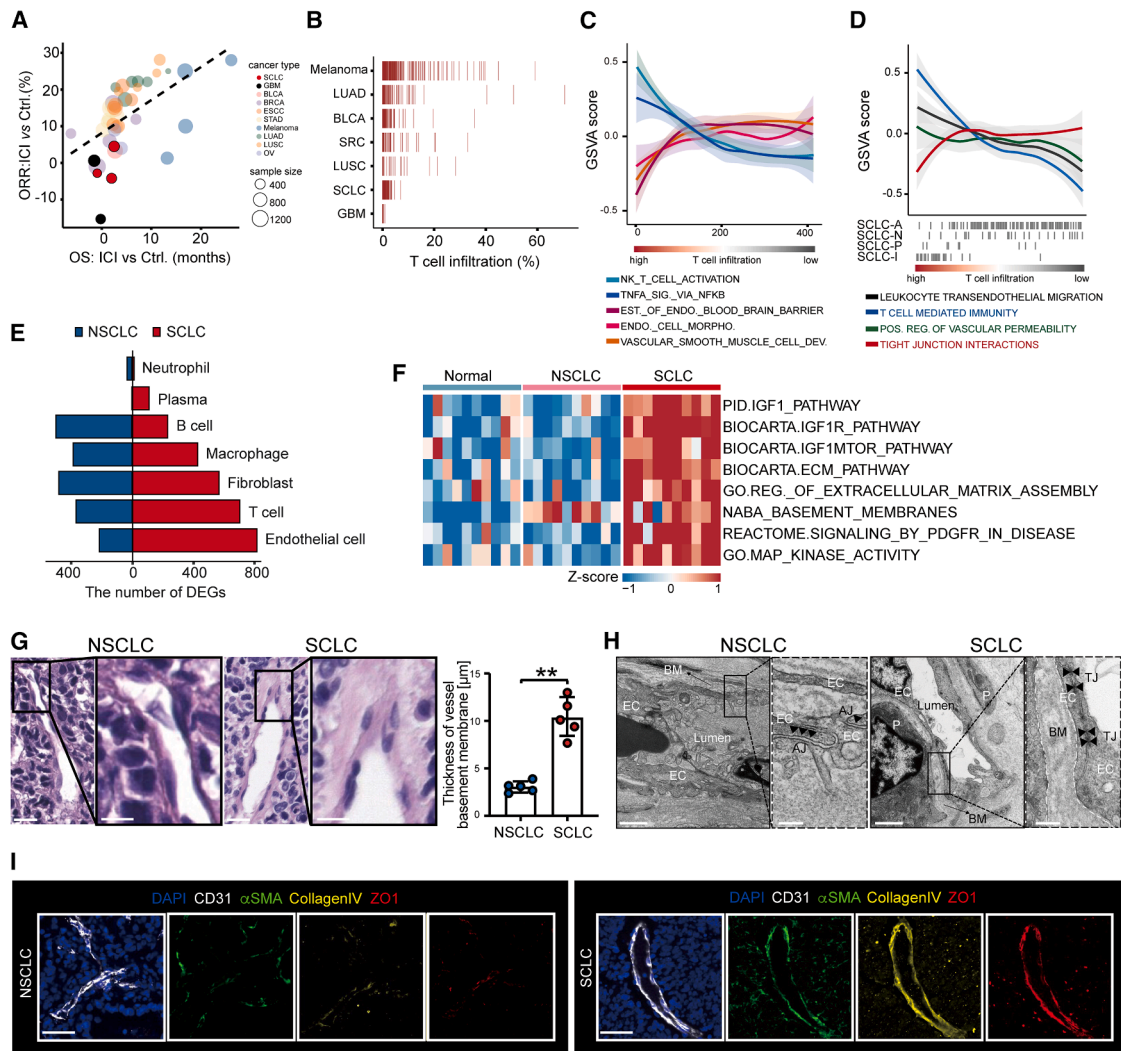 A
ORR:ICI vs Ctrl.(%)
30
20
10
0
-10
0
10
20
OS: ICI vs Ctrl. (months)
cancer type
SCLC
GBM
BLCA
BRCA
ESCC
STAD
Melanoma
LUAD
LUSC
OV
sample size
400
800
1200
B
Melanoma
LUAD
BLCA
SRC
LUSC
SCLC
GBM
0 20 40 60
T cell infiltration (%)
C
GSVA score
0.5
0.0
-0.5
0 200 400
high T cell infiltration low
NK_T_CELL_ACTIVATION
TNFA_SIG._VIA_NFKB
EST._OF_ENDO._BLOOD_BRAIN_BARRIER
ENDO._CELL_MORPHO.
VASCULAR_SMOOTH_MUSCLE_CELL_DEV.
D
GSVA score
0.5
0.0
-0.5
SCLC-A
SCLC-N
SCLC-P
SCLC-I
high T cell infiltration low
LEUKOCYTE TRANSENDOTHELIAL MIGRATION
T CELL MEDIATED IMMUNITY
POS. REG. OF VASCULAR PERMEABILITY
TIGHT JUNCTION INTERACTIONS
E
NSCLC SCLC
Neutrophil
Plasma
B cell
Macrophage
Fibroblast
T cell
Endothelial cell
400 0 400 800
The number of DEGs
F
Normal NSCLC SCLC
PID.IGF1_PATHWAY
BIOCARTA.IGF1R_PATHWAY
BIOCARTA.IGF1MTOR_PATHWAY
BIOCARTA.ECM_PATHWAY
GO.REG._OF_EXTRACELLULAR_MATRIX_ASSEMBLY
NABA_BASEMENT_MEMBRANES
REACTOME.SIGNALING_BY_PDGFR_IN_DISEASE
GO.MAP_KINASE_ACTIVITY
Z-score
−1 0 1
G
NSCLC SCLC
Thickness of vessel
basement membrane [μm]
15
10
5
0
**
NSCLC
SCLC
H
NSCLC SCLC
BM
EC
Lumen
EC
EC
EC
AJ
EC
AJ
EC
P
Lumen
P
BM
TJ
EC
BM
TJ
EC
I
NSCLC
DAPI CD31 αSMA CollagenIV ZO1
SCLC
DAPI CD31 αSMA CollagenIV ZO1